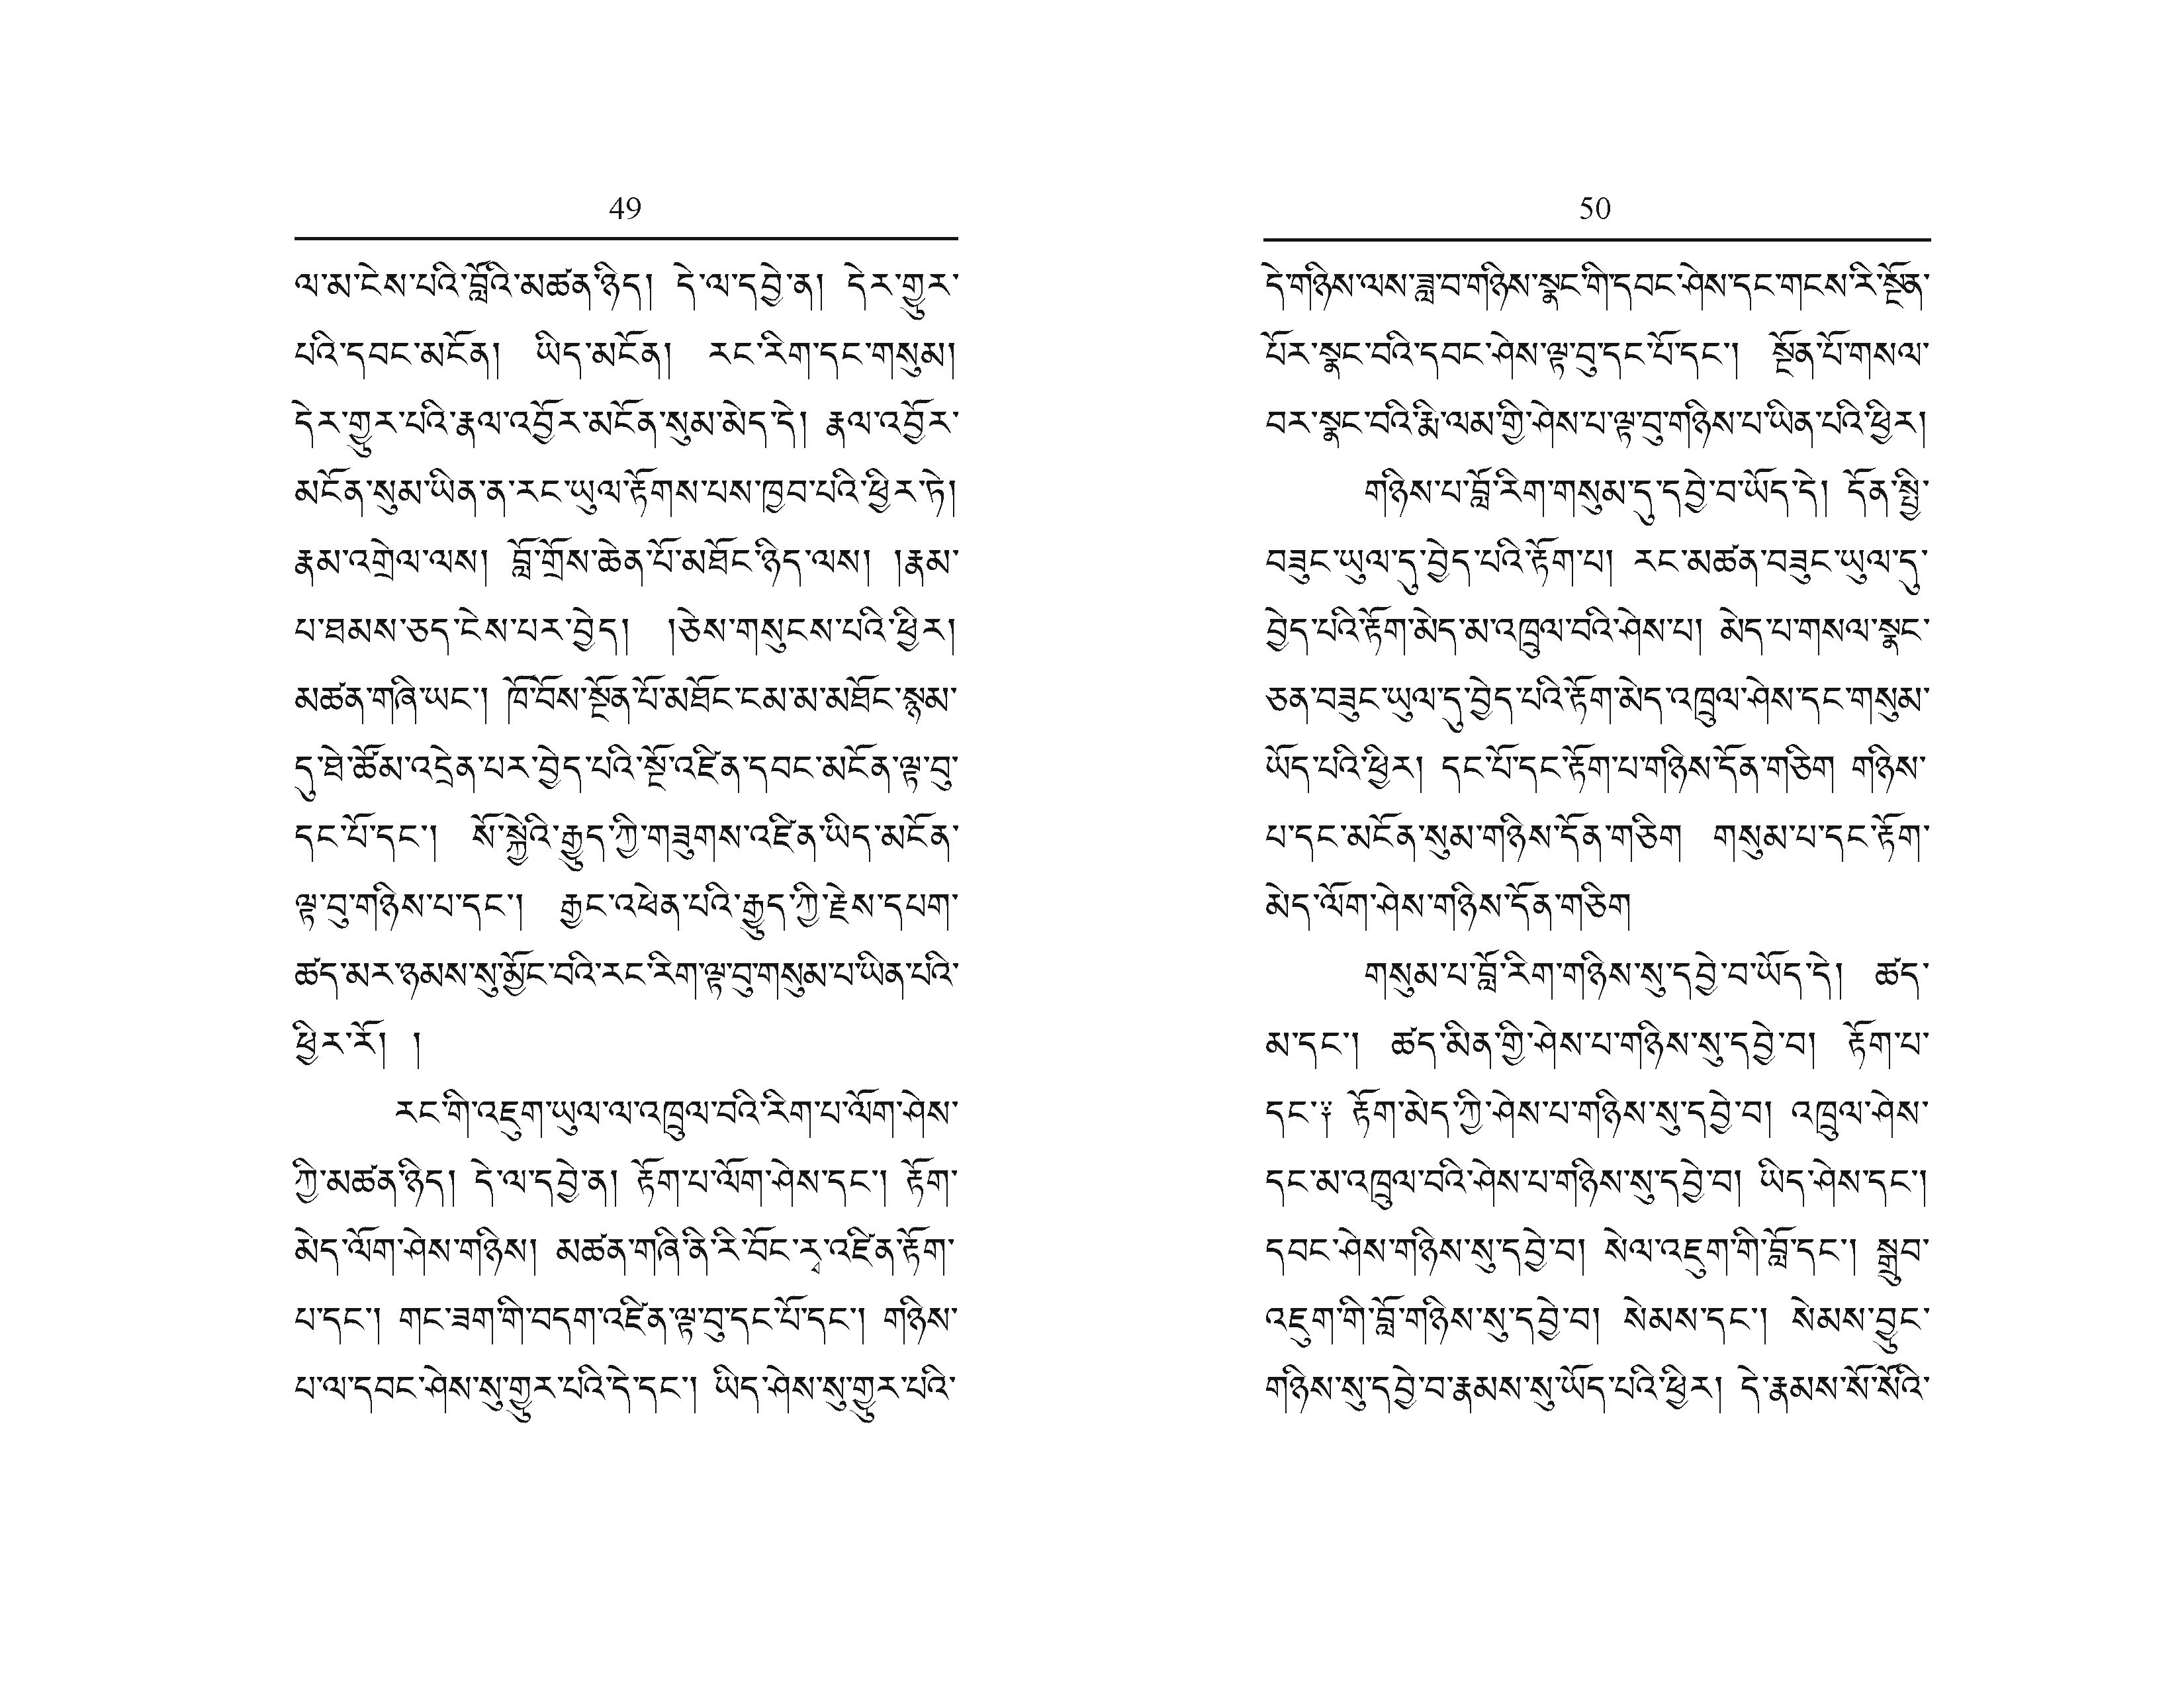 49
ལ་མ་ངེས་པའི་བློའི་མཚན་ཉིད། དེ་ལ་དབྱེ་ན། དེར་གྱུར་
པའི་དབང་མངོན། ཡིད་མངོན། རང་རིག་དང་གསུམ།
དེར་གྱུར་པའི་རྣལ་འབྱོར་མངོན་སུམ་མེད་དེ། རྣལ་འབྱོར་
མངོན་སུམ་ཡིན་ན་རང་ཡུལ་རྟོགས་པས་ཁྱབ་པའི་ཕྱིར་ཏེ།
རྣམ་འགྲེལ་ལས། བློ་གྲོས་ཆེན་པོ་མཐོང་ཉིད་ལས། །རྣམ་
པ་ཐམས་ཅད་ངེས་པར་བྱེད། །ཅེས་གསུངས་པའི་ཕྱིར།
མཚན་གཞི་ཡང་། ཁོ་བོས་སྔོན་པོ་མཐོང་ངམ་མ་མཐོང་སྙམ་
དུ་ཐེ་ཚོམ་འདྲེན་པར་བྱེད་པའི་སྔོ་འཛིན་དབང་མངོན་ལྟ་བུ་
དང་པོ་དང་། སོ་སྐྱེའི་རྒྱུད་ཀྱི་གཟུགས་འཛིན་ཡིད་མངོན་
ལྟ་བུ་གཉིས་པ་དང་། རྒྱང་འཕེན་པའི་རྒྱུད་ཀྱི་རྗེས་དཔག་
ཚད་མར་ཉམས་སུ་མྱོང་བའི་རང་རིག་ལྟ་བུ་གསུམ་པ་ཡིན་པའི་
ཕྱིར་རོ། །
རང་གི་འཇུག་ཡུལ་ལ་འཁྲུལ་བའི་རིག་པ་ལོག་ཤེས་
ཀྱི་མཚན་ཉིད། དེ་ལ་དབྱེ་ན། རྟོག་པ་ལོག་ཤེས་དང་། རྟོག་
མེད་ལོག་ཤེས་གཉིས། མཚན་གཞི་ནི་རི་བོང་རྭ་འཛིན་རྟོག་
པ་དང་། གང་ཟག་གི་བདག་འཛིན་ལྟ་བུ་དང་པོ་དང་། གཉིས་
པ་ལ་དབང་ཤེས་སུ་གྱུར་པའི་དེ་དང་། ཡིད་ཤེས་སུ་གྱུར་པའི་
50
དེ་གཉིས་ལས་ཟླ་བ་གཉིས་སྣང་གི་དབང་ཤེས་དང་གངས་རི་སྔོན་
པོར་སྣང་བའི་དབང་ཤེས་ལྟ་བུ་དང་པོ་དང་། སྔོན་པོ་གསལ་
བར་སྣང་བའི་རྨི་ལམ་གྱི་ཤེས་པ་ལྟ་བུ་གཉིས་པ་ཡིན་པའི་ཕྱིར།
གཉིས་པ་བློ་རིག་གསུམ་དུ་དབྱེ་བ་ཡོད་དེ། དོན་སྤྱི་
བཟུང་ཡུལ་དུ་བྱེད་པའི་རྟོག་པ། རང་མཚན་བཟུང་ཡུལ་དུ་
བྱེད་པའི་རྟོག་མེད་མ་འཁྲུལ་བའི་ཤེས་པ། མེད་པ་གསལ་སྣང་
ཅན་བཟུང་ཡུལ་དུ་བྱེད་པའི་རྟོག་མེད་འཁྲུལ་ཤེས་དང་གསུམ་
ཡོད་པའི་ཕྱིར། དང་པོ་དང་རྟོག་པ་གཉིས་དོན་གཅིག གཉིས་
པ་དང་མངོན་སུམ་གཉིས་དོན་གཅིག གསུམ་པ་དང་རྟོག་
མེད་ལོག་ཤེས་གཉིས་དོན་གཅིག
གསུམ་པ་བློ་རིག་གཉིས་སུ་དབྱེ་བ་ཡོད་དེ། ཚད་
མ་དང་། ཚད་མིན་གྱི་ཤེས་པ་གཉིས་སུ་དབྱེ་བ། རྟོག་པ་
དང་༑ རྟོག་མེད་ཀྱི་ཤེས་པ་གཉིས་སུ་དབྱེ་བ། འཁྲུལ་ཤེས་
དང་མ་འཁྲུལ་བའི་ཤེས་པ་གཉིས་སུ་དབྱེ་བ། ཡིད་ཤེས་དང་།
དབང་ཤེས་གཉིས་སུ་དབྱེ་བ། སེལ་འཇུག་གི་བློ་དང་། སྒྲུབ་
འཇུག་གི་བློ་གཉིས་སུ་དབྱེ་བ། སེམས་དང་། སེམས་བྱུང་
གཉིས་སུ་དབྱེ་བ་རྣམས་སུ་ཡོད་པའི་ཕྱིར། དེ་རྣམས་སོ་སོའི་